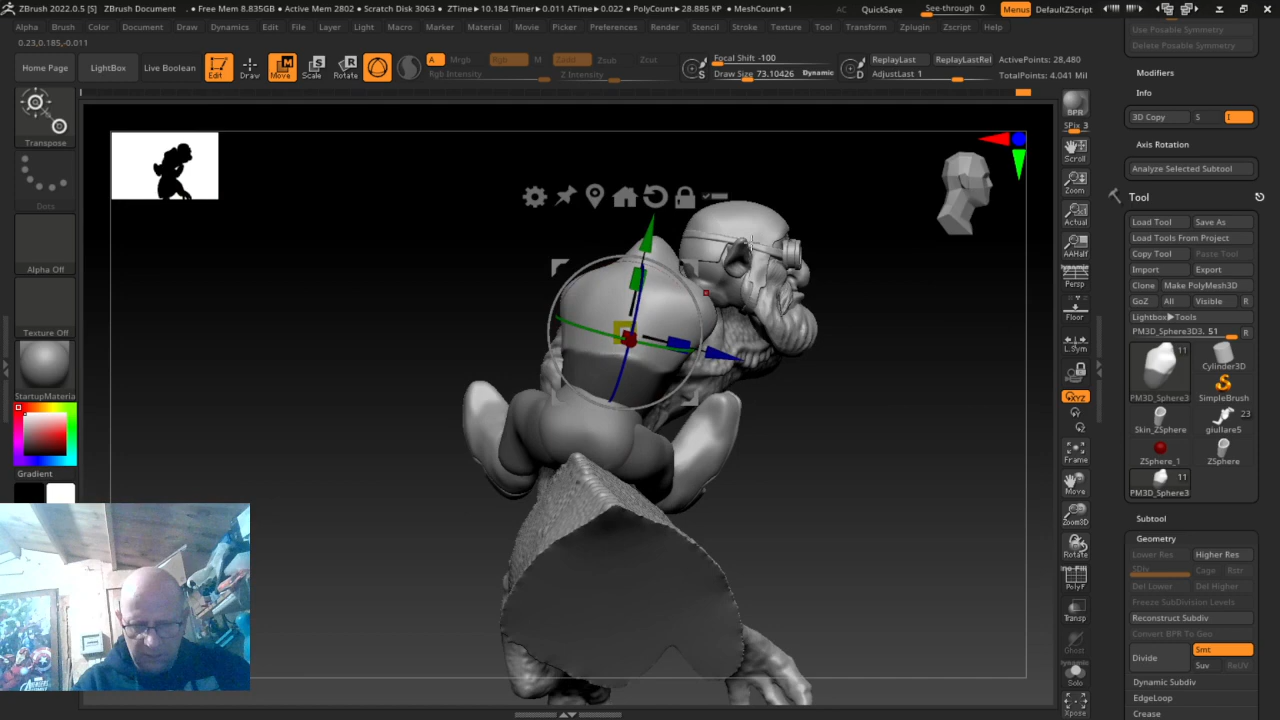 ZBrush 2022.0.5 [S] ZBrush Document . • Free Mem 8.835GB • Active Mem 2802 • Scratch Disk 3063 • ZTime▸10.184 Timer▸0.011 ATime▸0.022 • PolyCount▸28.885 KP • MeshCount▸1 AC QuickSave See-through 0 Menus DefaultZScript
Alpha Brush Color Document Draw Dynamics Edit File Layer Light Macro Marker Material Movie Picker Preferences Render Stencil Stroke Texture Tool Transform Zplugin Zscript Help
0.23,0.185,-0.011
Home Page LightBox Live Boolean Edit Draw Move Scale Rotate A Mrgb Rgb M Zadd Zsub Zcut
Rgb Intensity Z Intensity
Focal Shift -100
Draw Size 73.10426 Dynamic
S
D
ReplayLast ReplayLastRel
AdjustLast 1
ActivePoints: 28,480
TotalPoints: 4.041 Mil
Transpose
Dots
Alpha Off
Texture Off
StartupMateria
Gradient
BPR
SPix 3
Scroll
Zoom
Actual
AAHalf
Dynamic
Persp
Floor
L.Sym
XYZ
Y
Z
Frame
Move
Zoom3D
Rotate
PolyF
Transp
Ghost
Dynamic
Solo
Xpose
Use Posable Symmetry
Delete Posable Symmetry
Modifiers
Info
3D Copy S I
Axis Rotation
Analyze Selected Subtool
Tool
Load Tool Save As
Load Tools From Project
Copy Tool Paste Tool
Import Export
Clone Make PolyMesh3D
GoZ All Visible R
Lightbox▸Tools
PM3D_Sphere3D3. 51 R
11
PM3D_Sphere3 Cylinder3D
SimpleBrush
23
Skin_ZSphere giullare5
ZSphere_1 ZSphere
11
PM3D_Sphere3
Subtool
Geometry
Lower Res Higher Res
SDiv Cage Rstr
Del Lower Del Higher
Freeze SubDivision Levels
Reconstruct Subdiv
Convert BPR To Geo
Divide Smt
Suv ReUV
Dynamic Subdiv
EdgeLoop
Crease